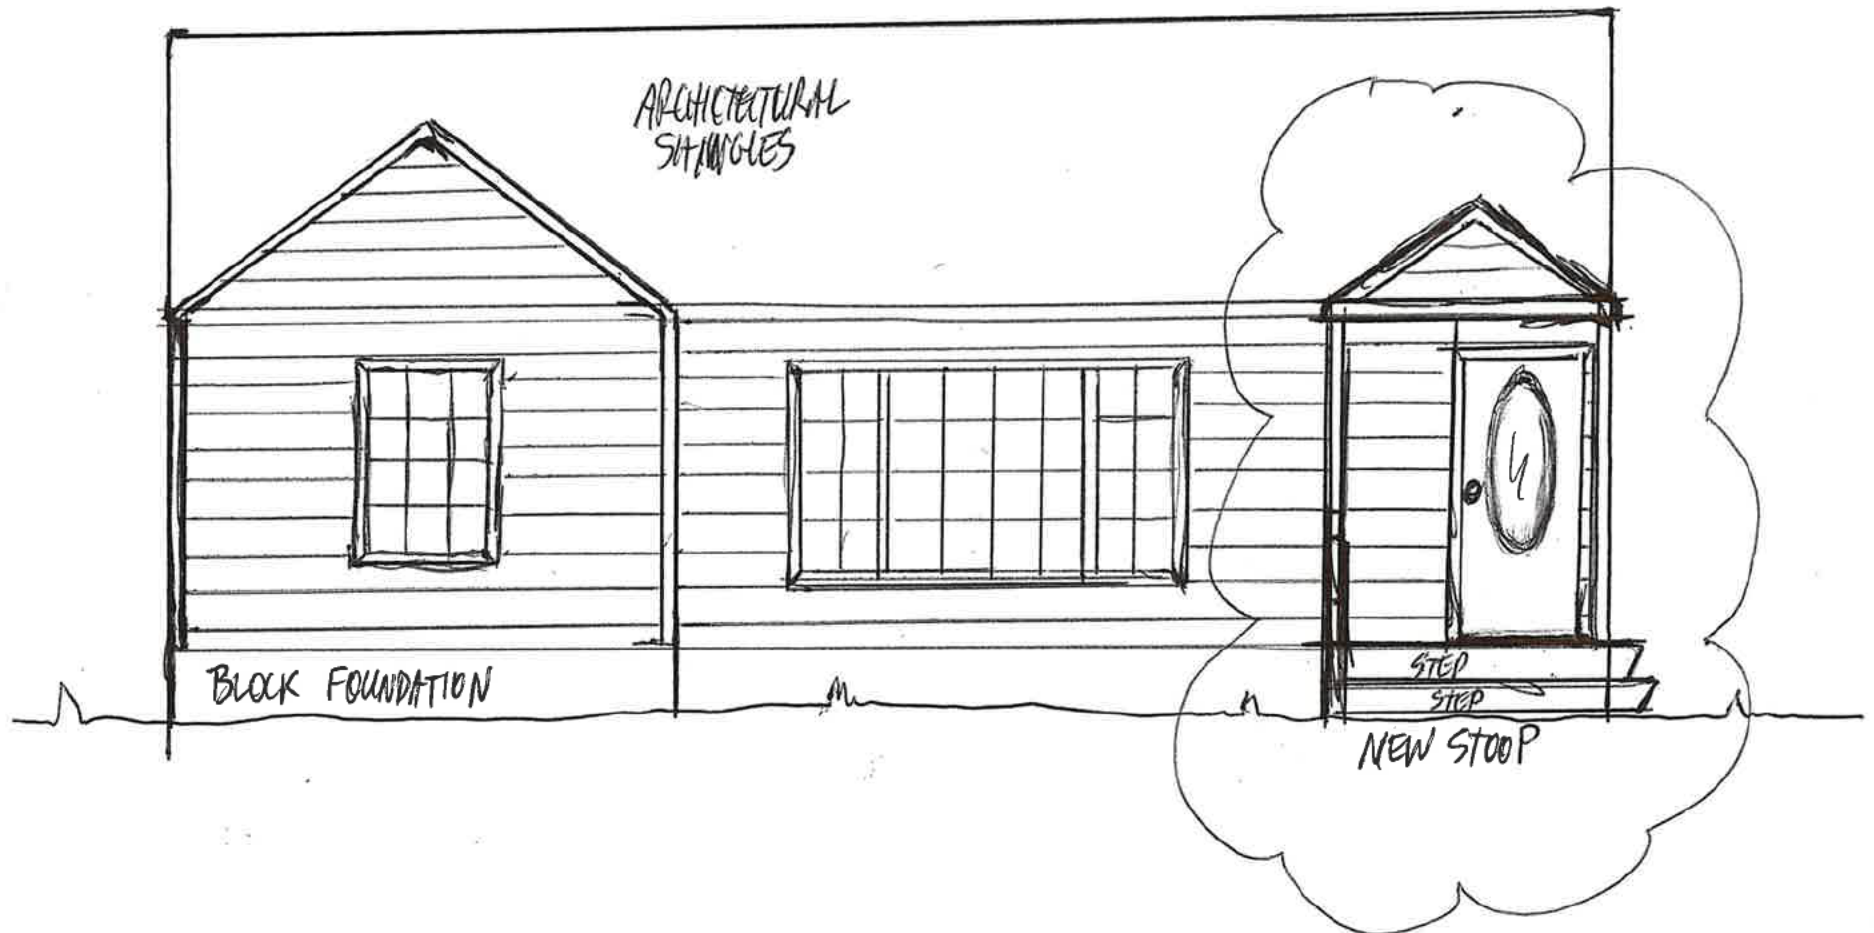 ARCHITECTURAL
SHINGLES
BLOCK FOUNDATION
STEP
STEP
NEW STOOP